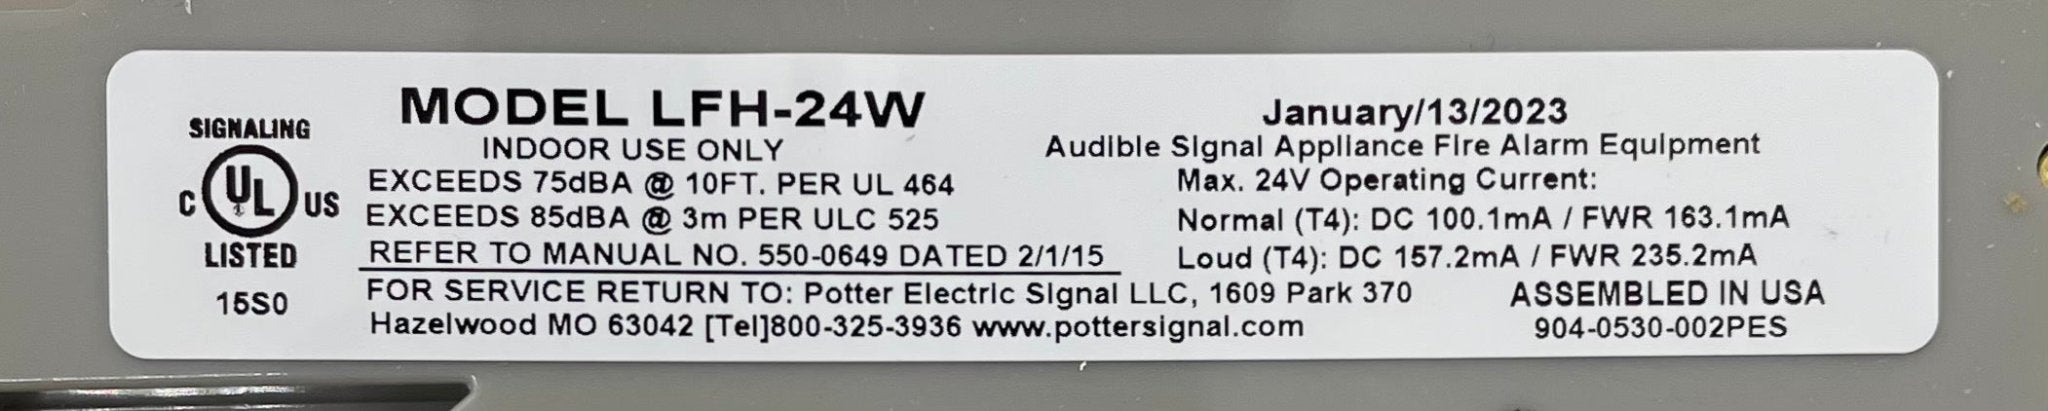 SIGNALING
C UL US
LISTED
15S0
MODEL LFH-24W
INDOOR USE ONLY
EXCEEDS 75dBA @ 10FT. PER UL 464
EXCEEDS 85dBA @ 3m PER ULC 525
REFER TO MANUAL NO. 550-0649 DATED 2/1/15
January/13/2023
Audible Signal Appliance Fire Alarm Equipment
Max. 24V Operating Current:
Normal (T4): DC 100.1mA / FWR 163.1mA
Loud (T4): DC 157.2mA / FWR 235.2mA
FOR SERVICE RETURN TO: Potter Electric Signal LLC, 1609 Park 370
Hazelwood MO 63042 [Tel]800-325-3936 www.pottersignal.com
ASSEMBLED IN USA
904-0530-002PES